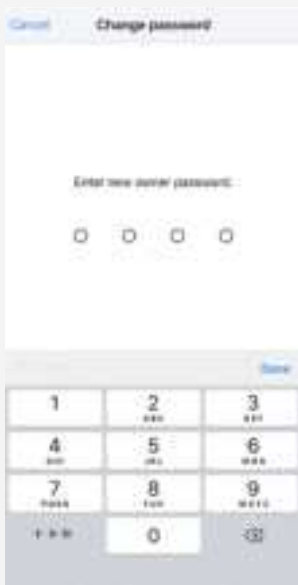 Cancel Change password
Enter new owner password.
Done
1 2 3
ABC DEF
4 5 6
GHI JKL MNO
7 8 9
PQRS TUV WXYZ
+ * # 0